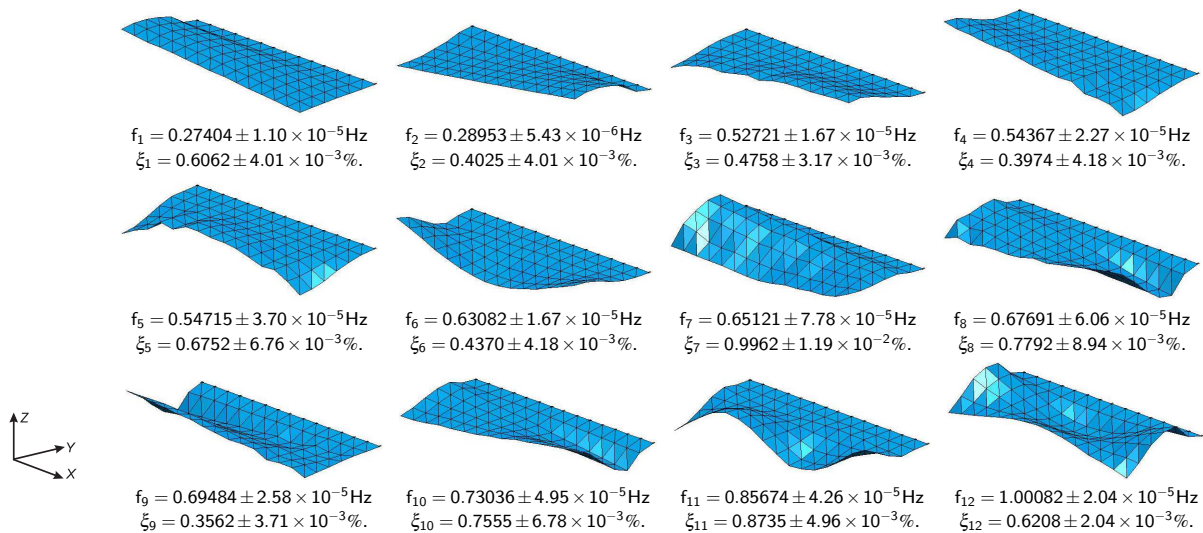 f₁ = 0.27404 ± 1.10 × 10⁻⁵Hz
ξ₁ = 0.6062 ± 4.01 × 10⁻³%.
f₂ = 0.28953 ± 5.43 × 10⁻⁶Hz
ξ₂ = 0.4025 ± 4.01 × 10⁻³%.
f₃ = 0.52721 ± 1.67 × 10⁻⁵Hz
ξ₃ = 0.4758 ± 3.17 × 10⁻³%.
f₄ = 0.54367 ± 2.27 × 10⁻⁵Hz
ξ₄ = 0.3974 ± 4.18 × 10⁻³%.
f₅ = 0.54715 ± 3.70 × 10⁻⁵Hz
ξ₅ = 0.6752 ± 6.76 × 10⁻³%.
f₆ = 0.63082 ± 1.67 × 10⁻⁵Hz
ξ₆ = 0.4370 ± 4.18 × 10⁻³%.
f₇ = 0.65121 ± 7.78 × 10⁻⁵Hz
ξ₇ = 0.9962 ± 1.19 × 10⁻²%.
f₈ = 0.67691 ± 6.06 × 10⁻⁵Hz
ξ₈ = 0.7792 ± 8.94 × 10⁻³%.
Z
Y
X
f₉ = 0.69484 ± 2.58 × 10⁻⁵Hz
ξ₉ = 0.3562 ± 3.71 × 10⁻³%.
f₁₀ = 0.73036 ± 4.95 × 10⁻⁵Hz
ξ₁₀ = 0.7555 ± 6.78 × 10⁻³%.
f₁₁ = 0.85674 ± 4.26 × 10⁻⁵Hz
ξ₁₁ = 0.8735 ± 4.96 × 10⁻³%.
f₁₂ = 1.00082 ± 2.04 × 10⁻⁵Hz
ξ₁₂ = 0.6208 ± 2.04 × 10⁻³%.